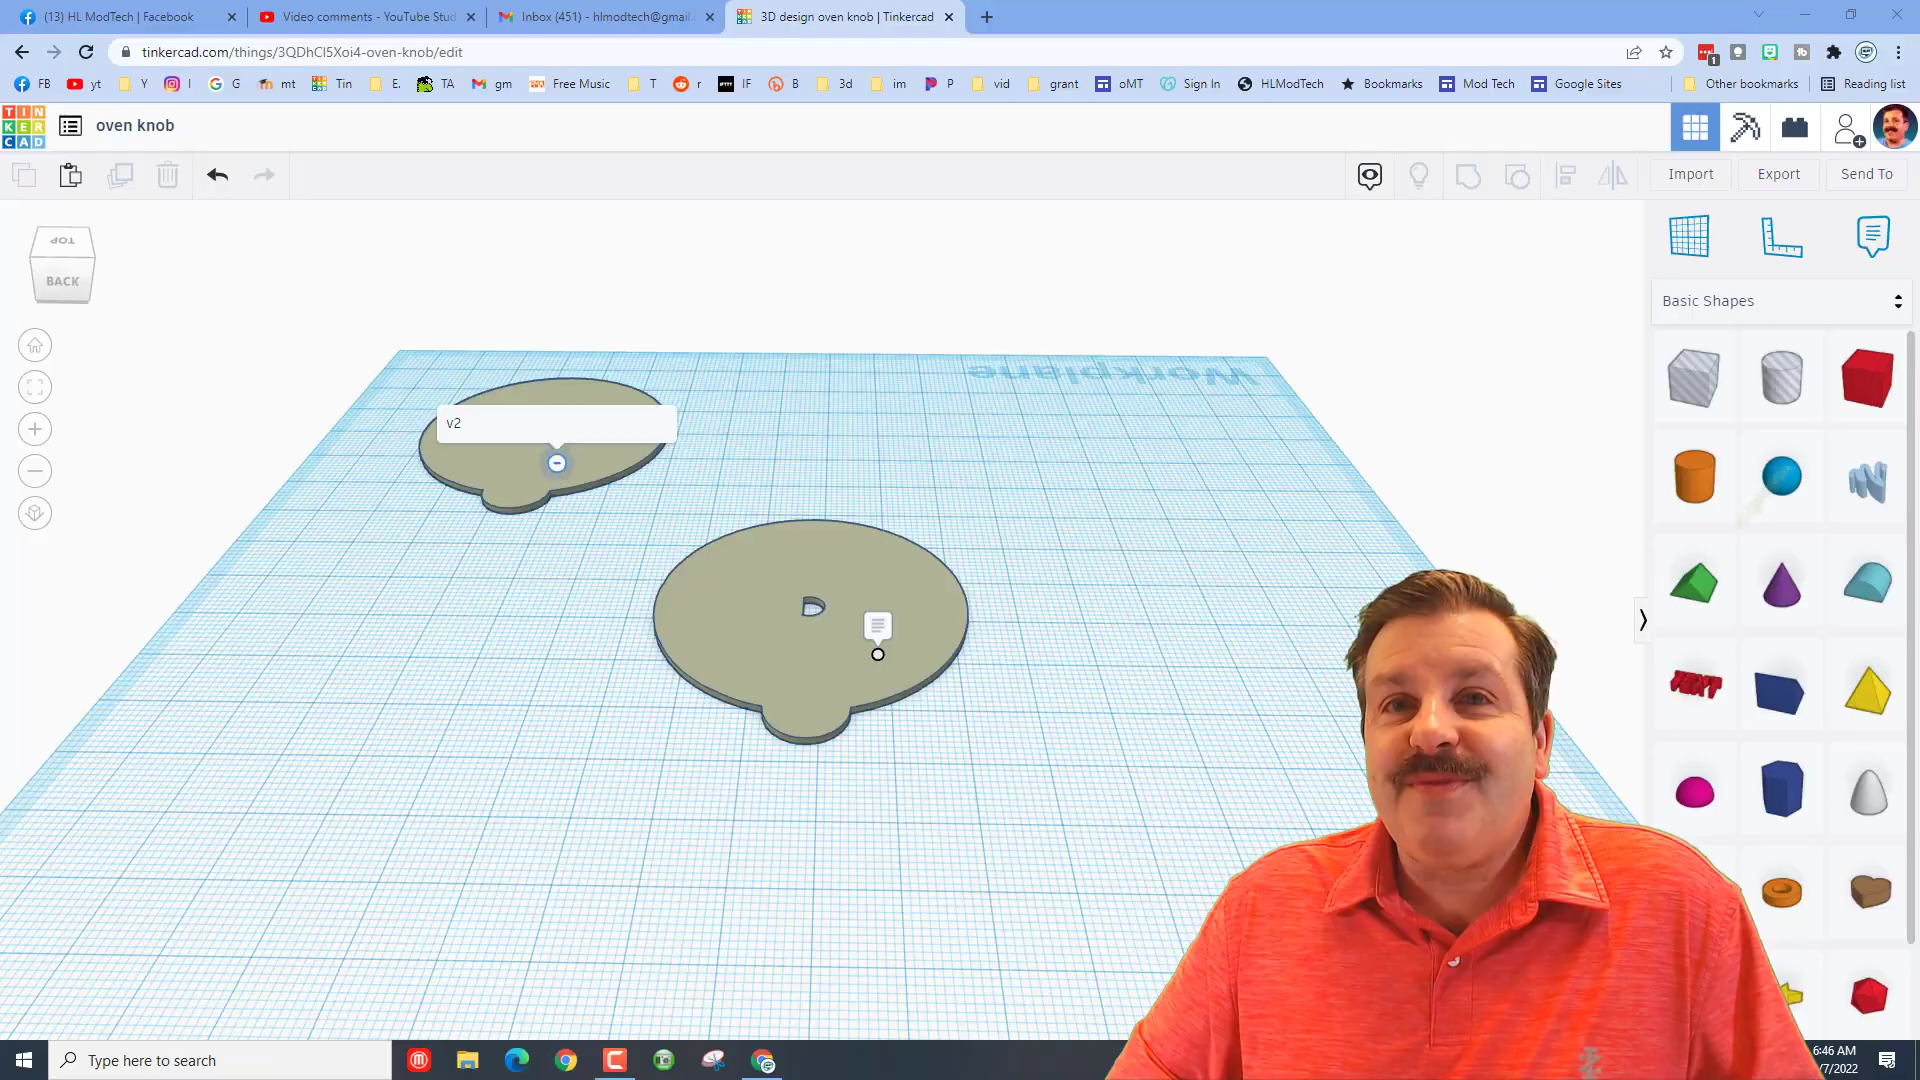 (13) HL ModTech | Facebook
Video comments - YouTube Stud
Inbox (451) - hlmodtech@gmail.
3D design oven knob | Tinkercad
tinkercad.com/things/3QDhCl5Xoi4-oven-knob/edit
FB
yt
Y
I
G
mt
Tin
E.
TA
gm
Free Music
T
r
IF
B
3d
im
P
vid
grant
oMT
Sign In
HLModTech
Bookmarks
Mod Tech
Google Sites
Other bookmarks
Reading list
TIN
KER
CAD
oven knob
Import
Export
Send To
TOP
BACK
Workplane
v2
Basic Shapes
TEXT
Type here to search
6:46 AM
/7/2022